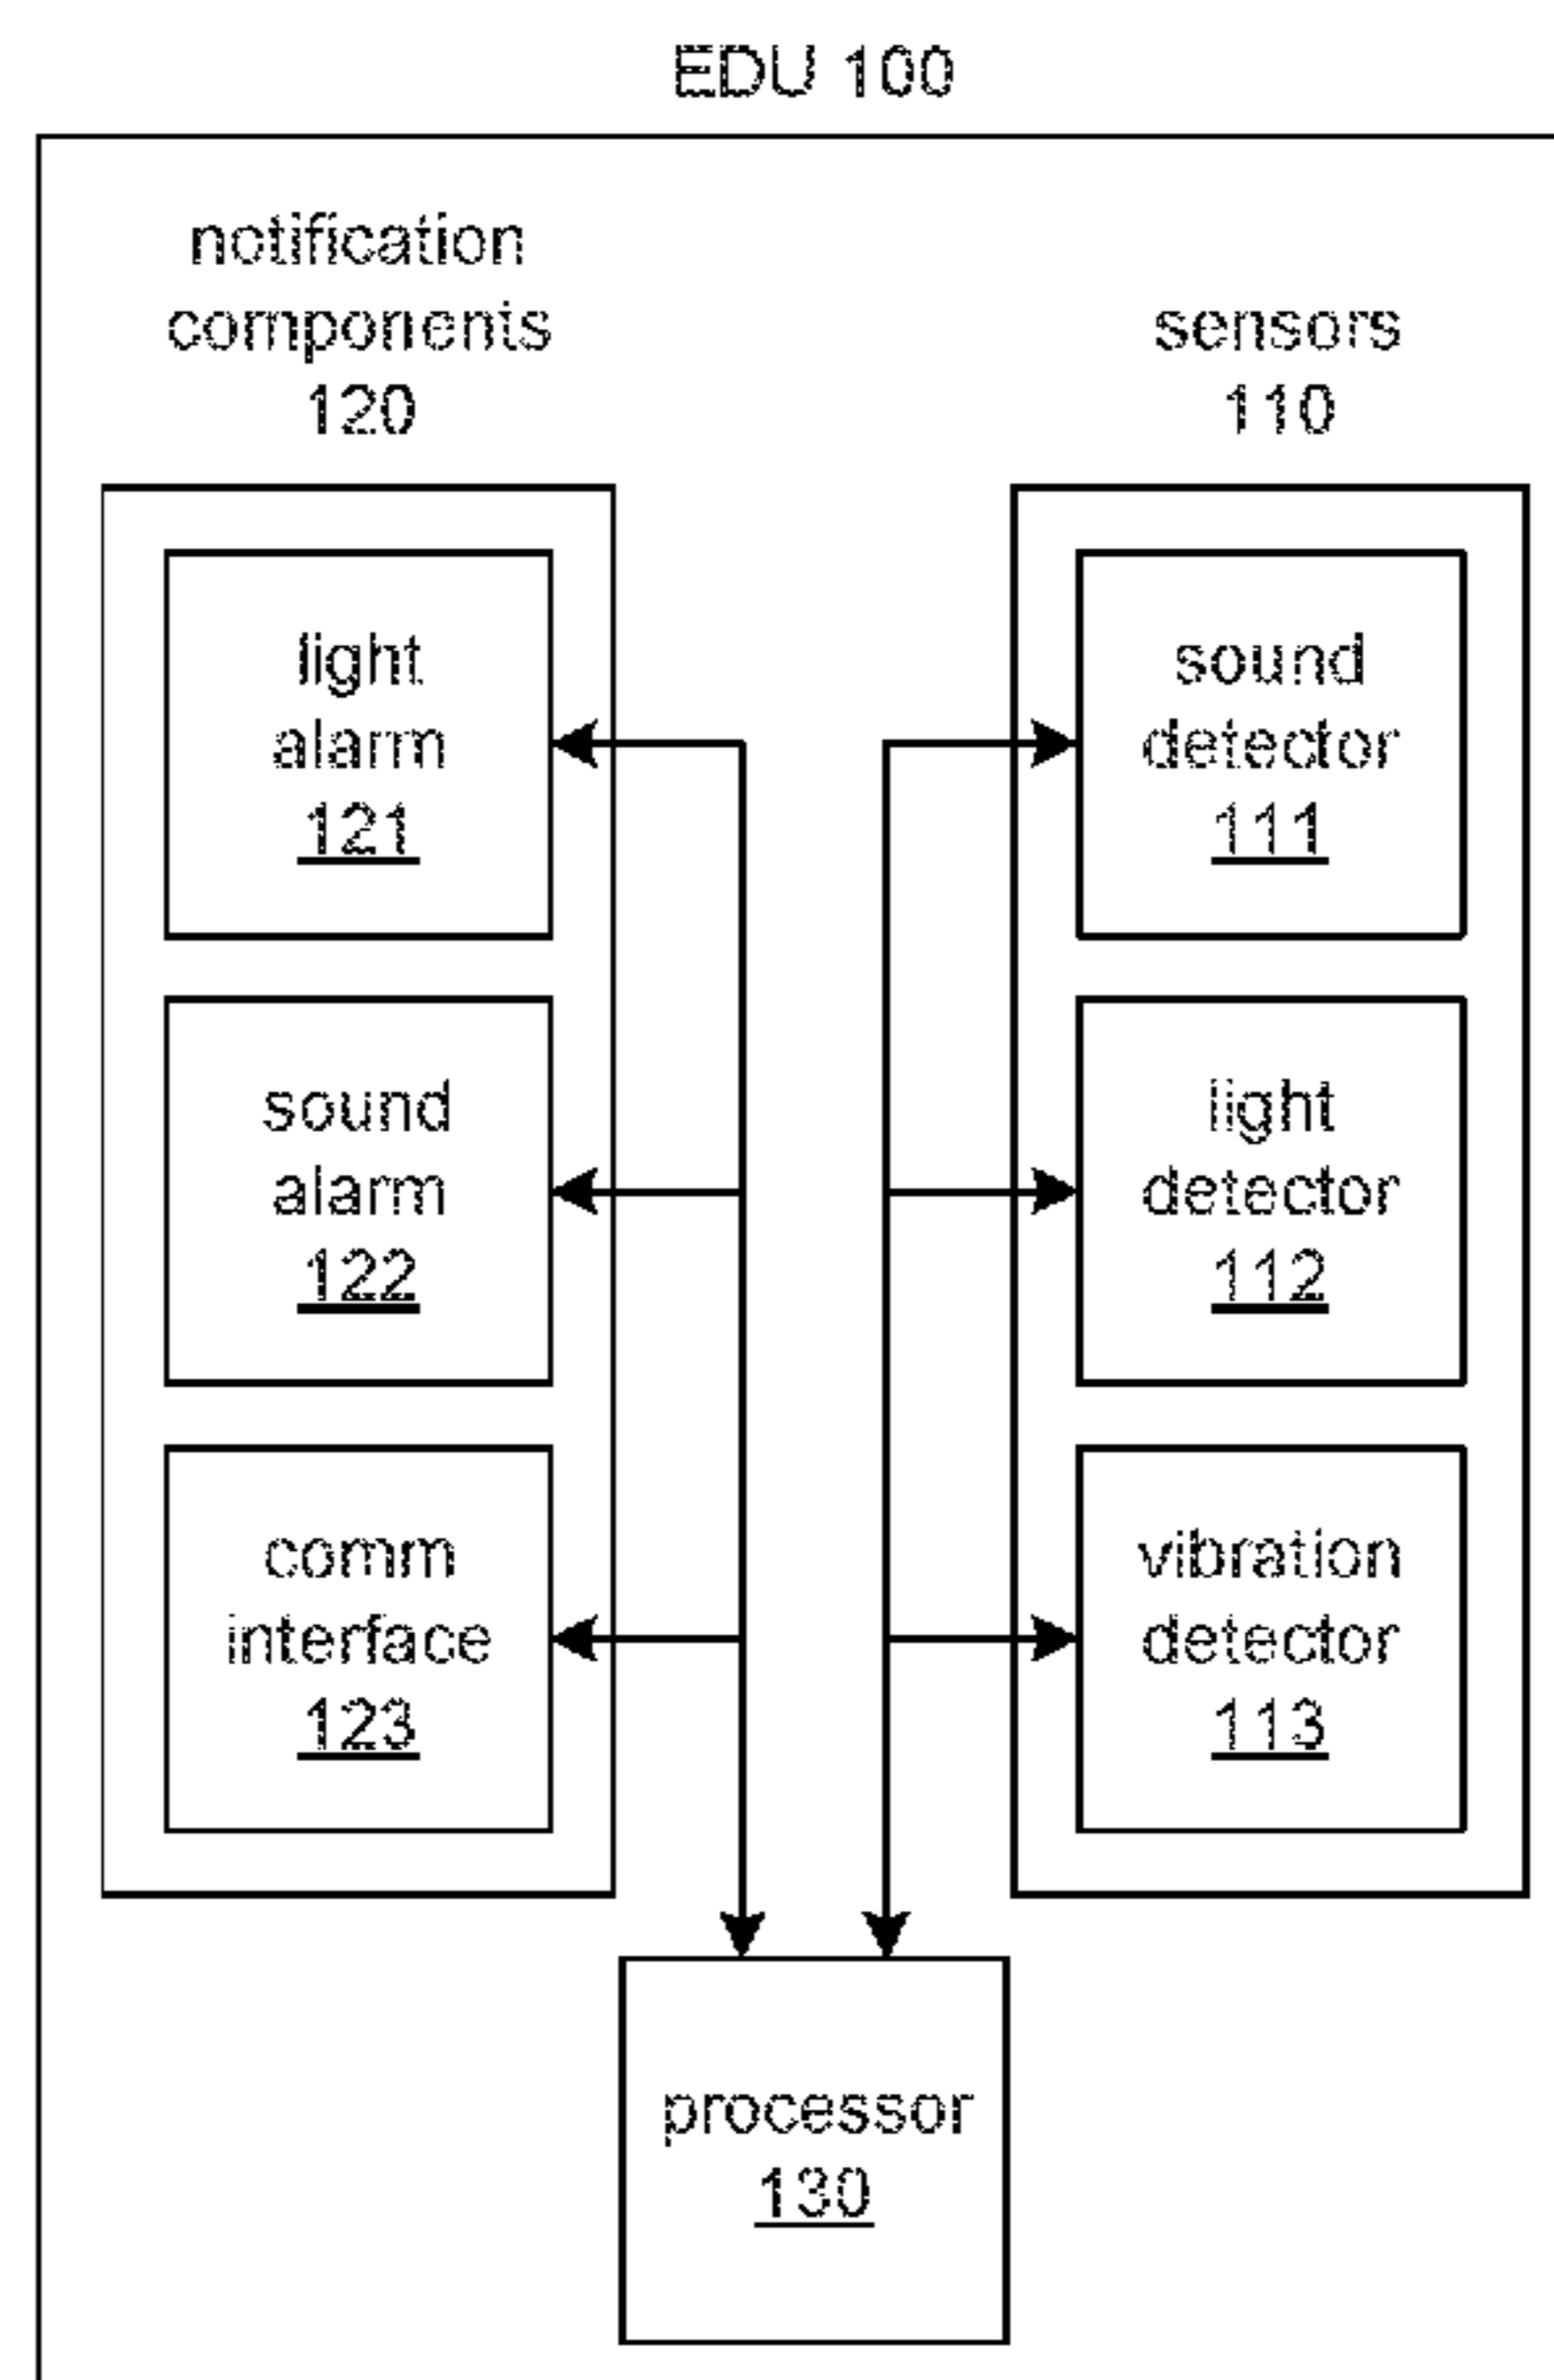 EDU 100
notification
components
120
sensors
110
light
alarm
121
sound
alarm
122
comm
interface
123
sound
detector
111
light
detector
112
vibration
detector
113
processor
130